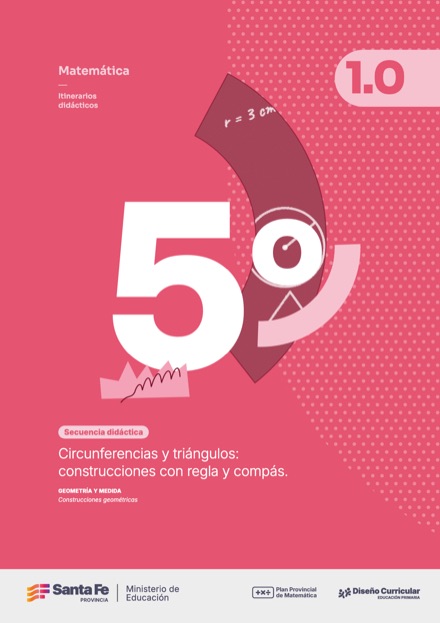 Matemática
Itinerarios
didácticos
1.0
r = 3 cm
5º
Secuencia didáctica
Circunferencias y triángulos:
construcciones con regla y compás.
GEOMETRÍA Y MEDIDA
Construcciones geométricas
Santa Fe
PROVINCIA
Ministerio de
Educación
Plan Provincial
de Matemática
Diseño Curricular
EDUCACIÓN PRIMARIA